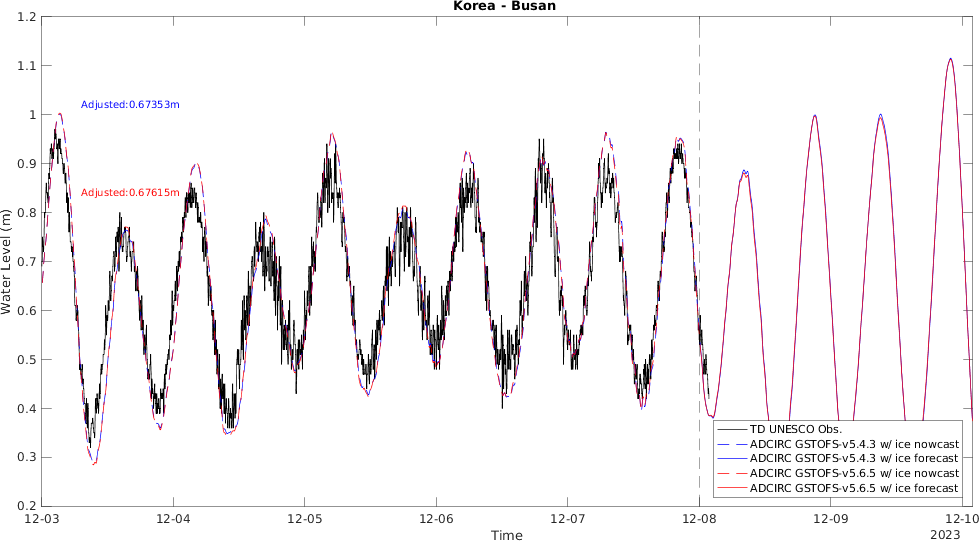 Korea - Busan
1.2
1.1
1
0.9
0.8
0.7
0.6
0.5
0.4
0.3
0.2
Water Level (m)
Adjusted:0.67353m
Adjusted:0.67615m
TD UNESCO Obs.
ADCIRC GSTOFS-v5.4.3 w/ ice nowcast
ADCIRC GSTOFS-v5.4.3 w/ ice forecast
ADCIRC GSTOFS-v5.6.5 w/ ice nowcast
ADCIRC GSTOFS-v5.6.5 w/ ice forecast
12-03 12-04 12-05 12-06 12-07 12-08 12-09 12-10
Time
2023